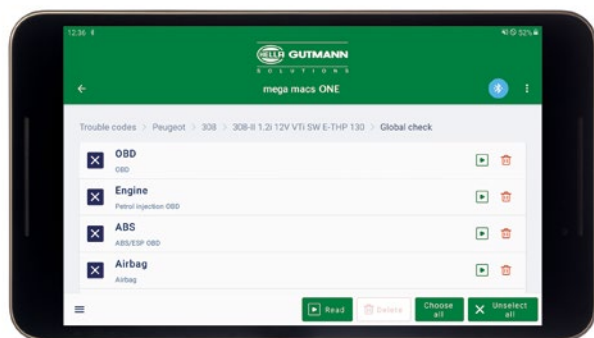 12:36
52%
HELLA GUTMANN
SOLUTIONS
mega macs ONE
Trouble codes > Peugeot > 308 > 308-II 1.2i 12V VTi SW E-THP 130 > Global check
OBD
OBD
Engine
Petrol injection OBD
ABS
ABS/ESP OBD
Airbag
Airbag
Read
Delete
Choose all
Unselect all